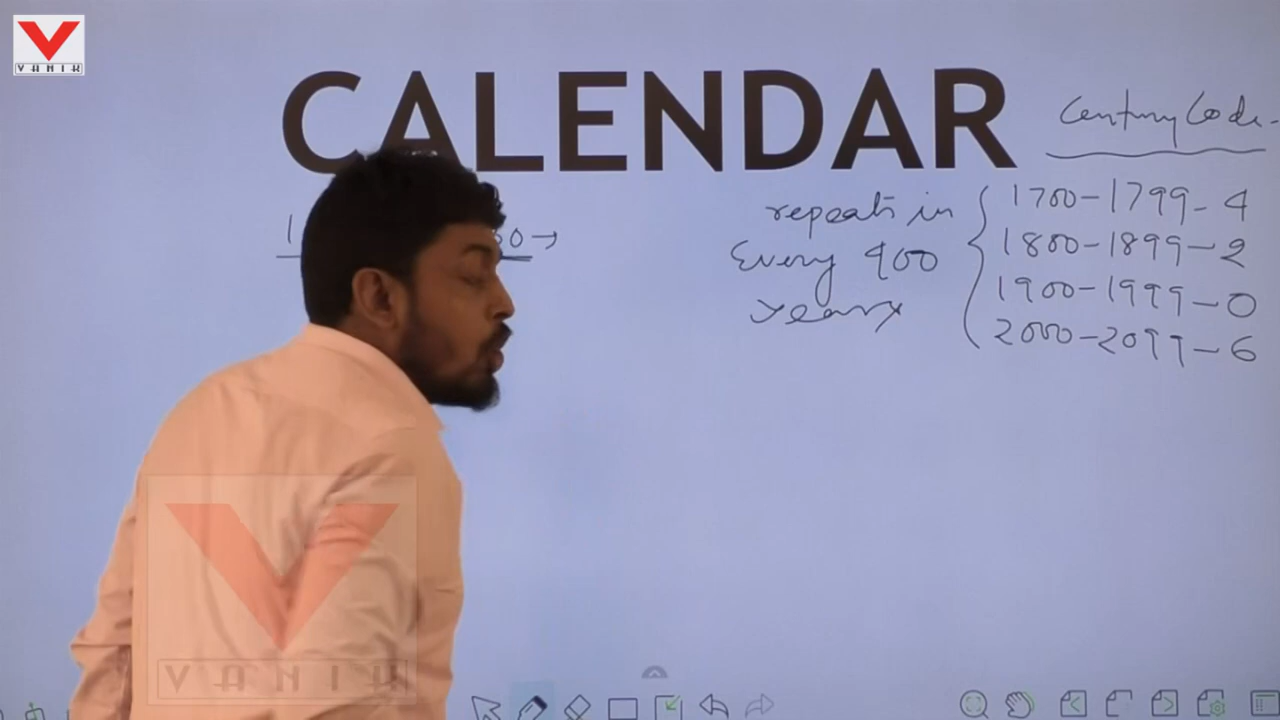 VANIK
CALENDAR
Century Code -
repeats in
Every 400
years
1700-1799-4
1800-1899-2
1900-1999-0
2000-2099-6
VANIK